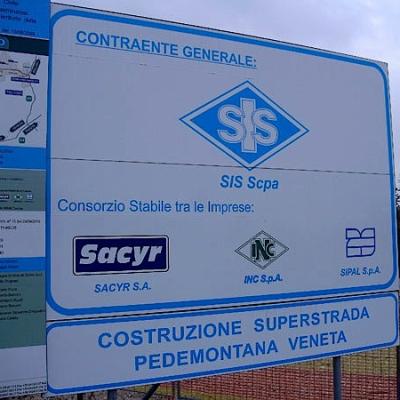 CONTRAENTE GENERALE:
SIS
SIS Scpa
Consorzio Stabile tra le Imprese:
Sacyr
INC
SACYR S.A.
INC S.p.A.
SiPAL S.p.A.
COSTRUZIONE SUPERSTRADA
PEDEMONTANA VENETA